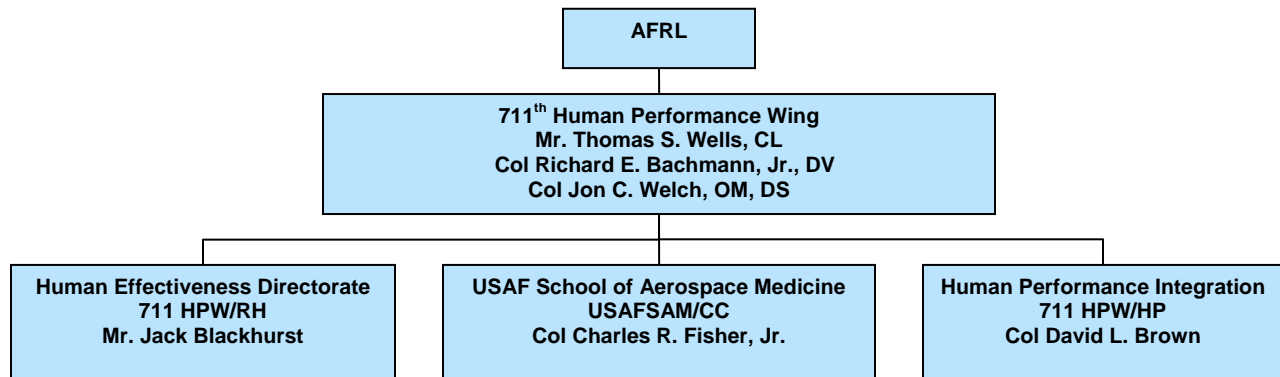 AFRL
711th Human Performance Wing
Mr. Thomas S. Wells, CL
Col Richard E. Bachmann, Jr., DV
Col Jon C. Welch, OM, DS
Human Effectiveness Directorate
711 HPW/RH
Mr. Jack Blackhurst
USAF School of Aerospace Medicine
USAFSAM/CC
Col Charles R. Fisher, Jr.
Human Performance Integration
711 HPW/HP
Col David L. Brown